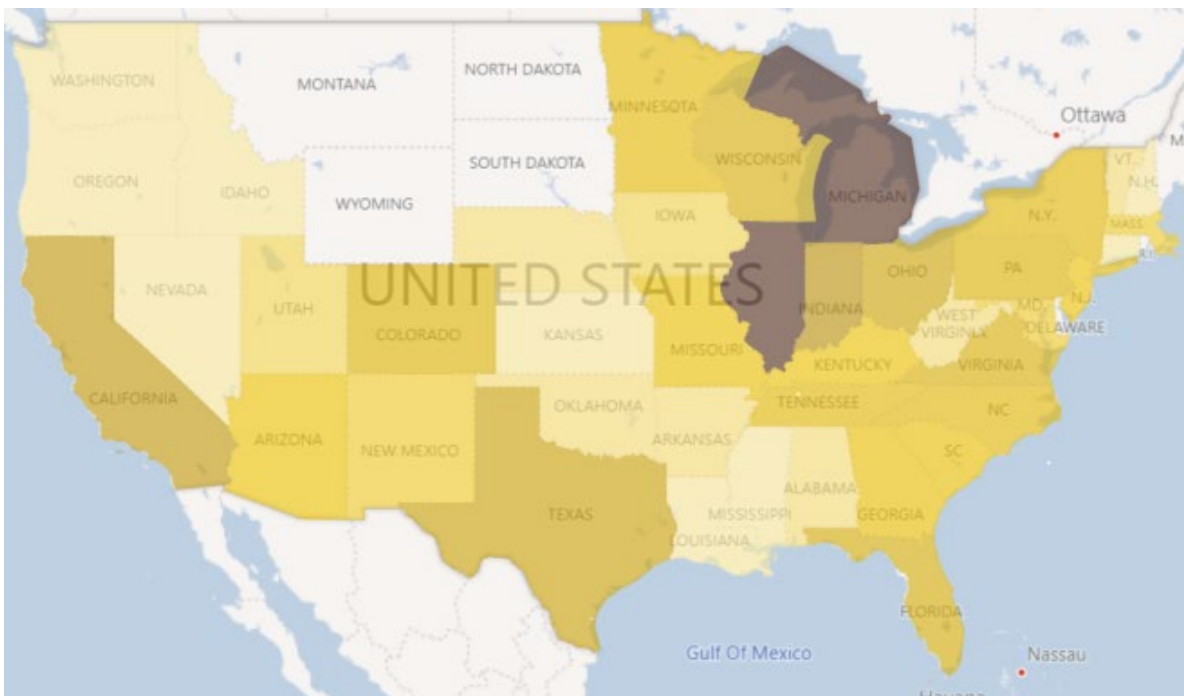 WASHINGTON
MONTANA
NORTH DAKOTA
MINNESOTA
Ottawa
SOUTH DAKOTA
WISCONSIN
VT.
OREGON
IDAHO
WYOMING
MICHIGAN
N.H.
IOWA
N.Y.
MASS
R.I.
NEVADA
UTAH
UNITED STATES
OHIO
PA
COLORADO
KANSAS
MISSOURI
INDIANA
WEST
VIRGINIA
MD.
N.J.
DELAWARE
KENTUCKY
VIRGINIA
CALIFORNIA
ARIZONA
NEW MEXICO
OKLAHOMA
ARKANSAS
TENNESSEE
NC
SC
TEXAS
LOUISIANA
MISSISSIPPI
ALABAMA
GEORGIA
FLORIDA
Gulf Of Mexico
Nassau
Havana